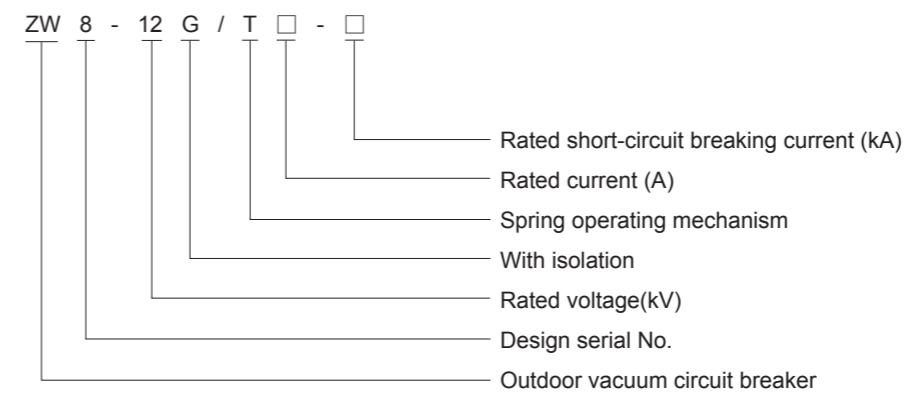 ZW 8 - 12 G / T □ - □
Rated short-circuit breaking current (kA)
Rated current (A)
Spring operating mechanism
With isolation
Rated voltage(kV)
Design serial No.
Outdoor vacuum circuit breaker